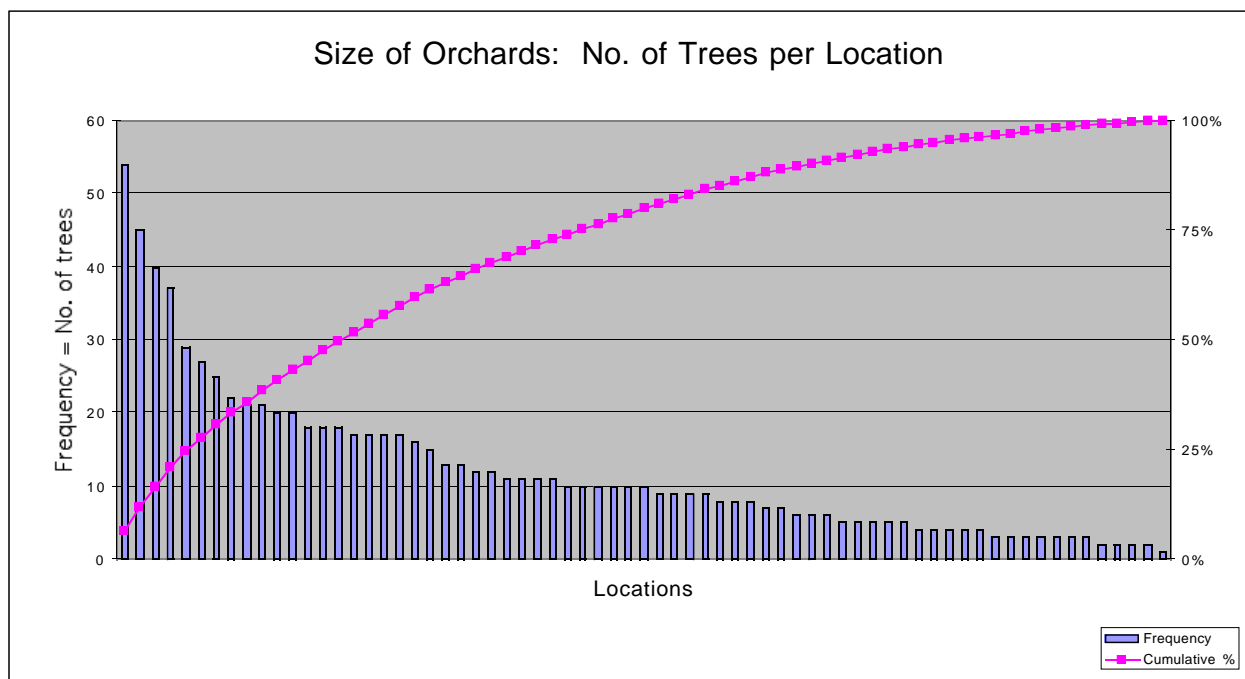 Size of Orchards: No. of Trees per Location
Frequency = No. of trees
60
50
40
30
20
10
0
100%
75%
50%
25%
0%
Locations
Frequency
Cumulative %